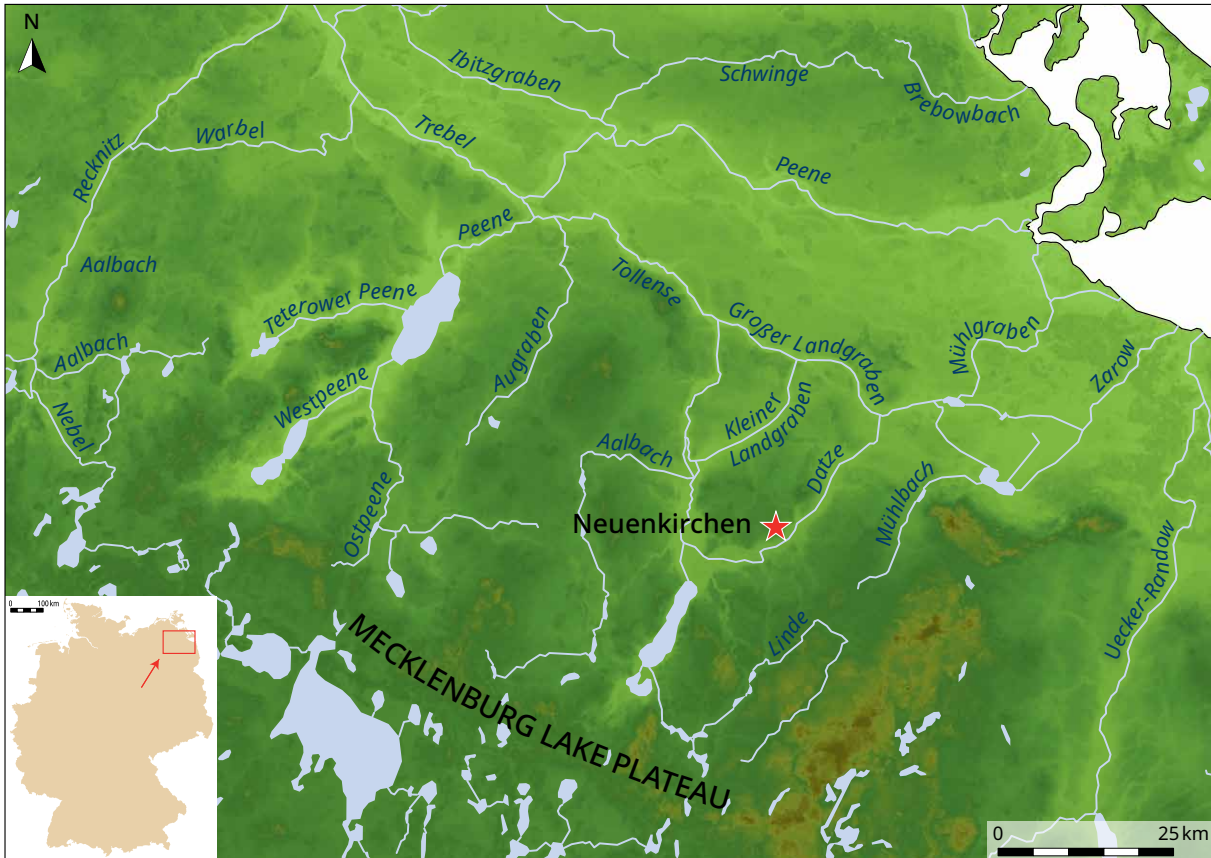 N
Ibitzgraben
Schwinge
Brebowbach
Warbel
Trebel
Recknitz
Peene
Peene
Aalbach
Tollense
Teterower Peene
Großer Landgraben
Mühlgraben
Aalbach
Augraben
Zarow
Westpeene
Nebel
Kleiner
Landgraben
Aalbach
Datze
Mühlbach
Ostpeene
Neuenkirchen
Uecker-Randow
0 100 km
Linde
MECKLENBURG LAKE PLATEAU
0 25 km